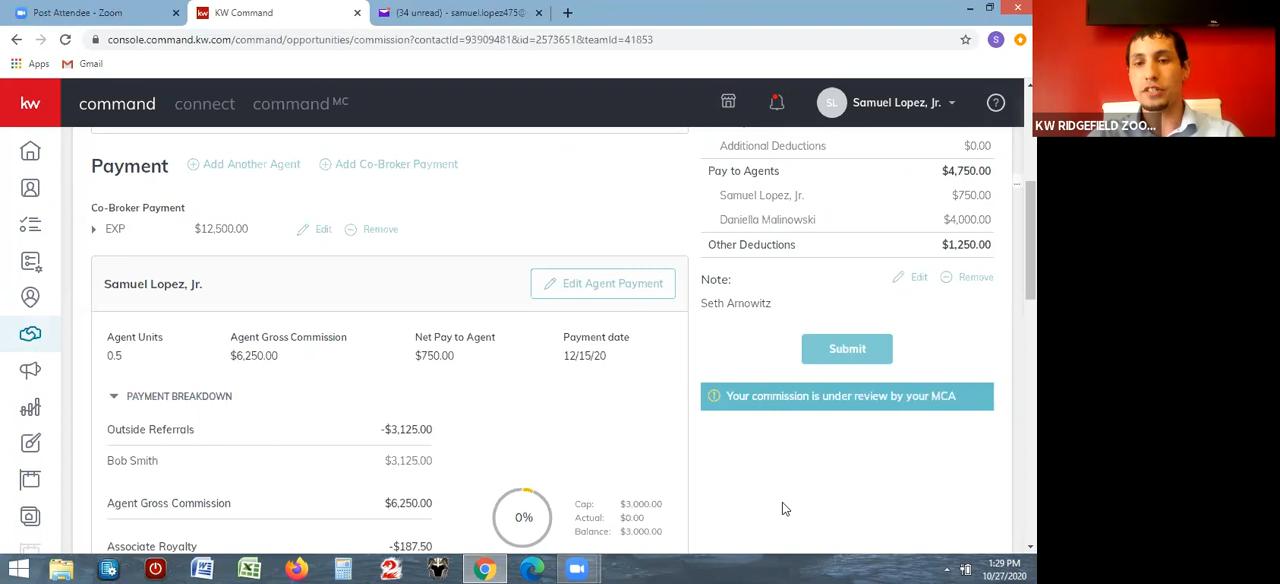 Post Attendee - Zoom
KW Command
(34 unread) - samuel.lopez475@
console.command.kw.com/command/opportunities/commission?contactId=93909481&id=2573651&teamId=41853
S
Apps
Gmail
kw
command
connect
command MC
SL
Samuel Lopez, Jr.
KW RIDGEFIELD ZOO...
Payment
Add Another Agent
Add Co-Broker Payment
Co-Broker Payment
EXP
$12,500.00
Edit
Remove
Samuel Lopez, Jr.
Edit Agent Payment
Agent Units
Agent Gross Commission
Net Pay to Agent
Payment date
0.5
$6,250.00
$750.00
12/15/20
PAYMENT BREAKDOWN
Outside Referrals
-$3,125.00
Bob Smith
$3,125.00
Agent Gross Commission
$6,250.00
Associate Royalty
-$187.50
0%
Cap: $3,000.00
Actual: $0.00
Balance: $3,000.00
Additional Deductions
$0.00
Pay to Agents
$4,750.00
Samuel Lopez, Jr.
$750.00
Daniella Malinowski
$4,000.00
Other Deductions
$1,250.00
Note:
Edit
Remove
Seth Arnowitz
Submit
Your commission is under review by your MCA
1:29 PM
10/27/2020